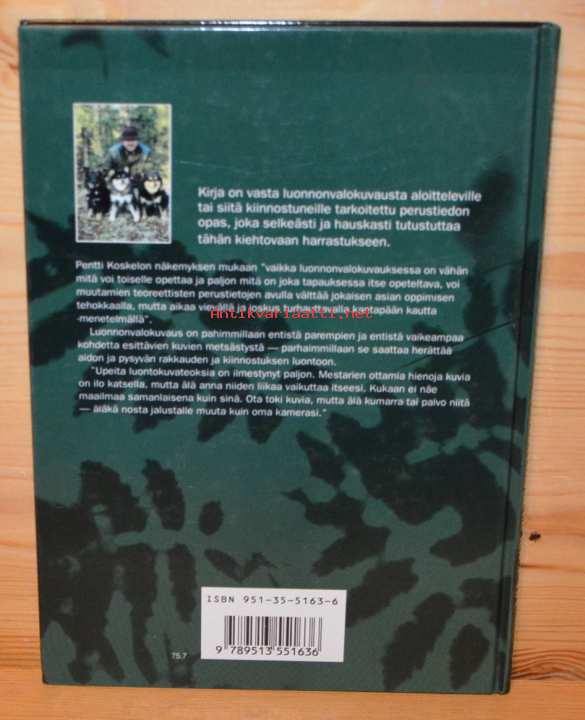 Kirja on vasta luonnonvalokuvausta aloitteleville
tai siitä kiinnostuneille tarkoitettu perustiedon
opas, joka selkeästi ja hauskasti tutustuttaa
tähän kiehtovaan harrastukseen.
Pentti Koskelon näkemyksen mukaan "vaikka luonnonvalokuvauksessa on vähän
mitä voi toiselle opettaa ja paljon mitä on joka tapauksessa itse opeteltava, voi
muutamien teoreettisten perustietojen avulla välttää jokaisen asian oppimisen
tehokkaalla, mutta aikaa vievällä ja joskus turhauttavalla kantapään kautta
-menetelmällä".
Antikvariaatti.net
Luonnonvalokuvaus on pahimmillaan entistä parempien ja entistä vaikeampaa
kohdetta esittävien kuvien metsästystä — parhaimmillaan se saattaa herättää
aidon ja pysyvän rakkauden ja kiinnostuksen luontoon.
"Upeita luontokuvateoksia on ilmestynyt paljon. Mestarien ottamia hienoja kuvia
on ilo katsella, mutta älä anna niiden liikaa vaikuttaa itseesi. Kukaan ei näe
maailmaa samanlaisena kuin sinä. Ota toki kuvia, mutta älä kumarra tai palvo niitä
— äläkä nosta jalustalle muuta kuin oma kamerasi."
ISBN 951-35-5163-6
9 789513 551636
75.7